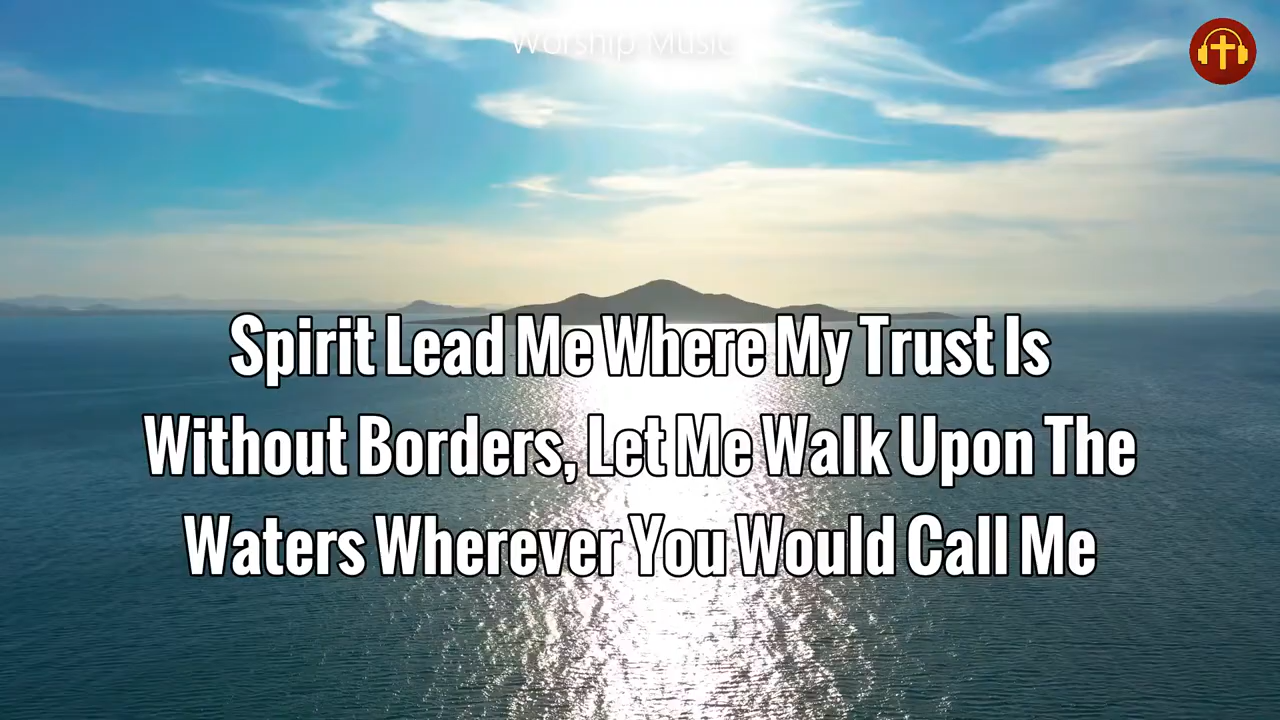 Worship Music
Spirit Lead Me Where My Trust Is
Without Borders, Let Me Walk Upon The
Waters Wherever You Would Call Me